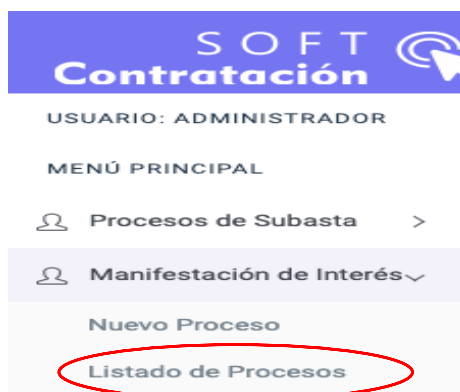 SOFT
Contratación
USUARIO: ADMINISTRADOR
MENÚ PRINCIPAL
Procesos de Subasta
Manifestación de Interés
Nuevo Proceso
Listado de Procesos